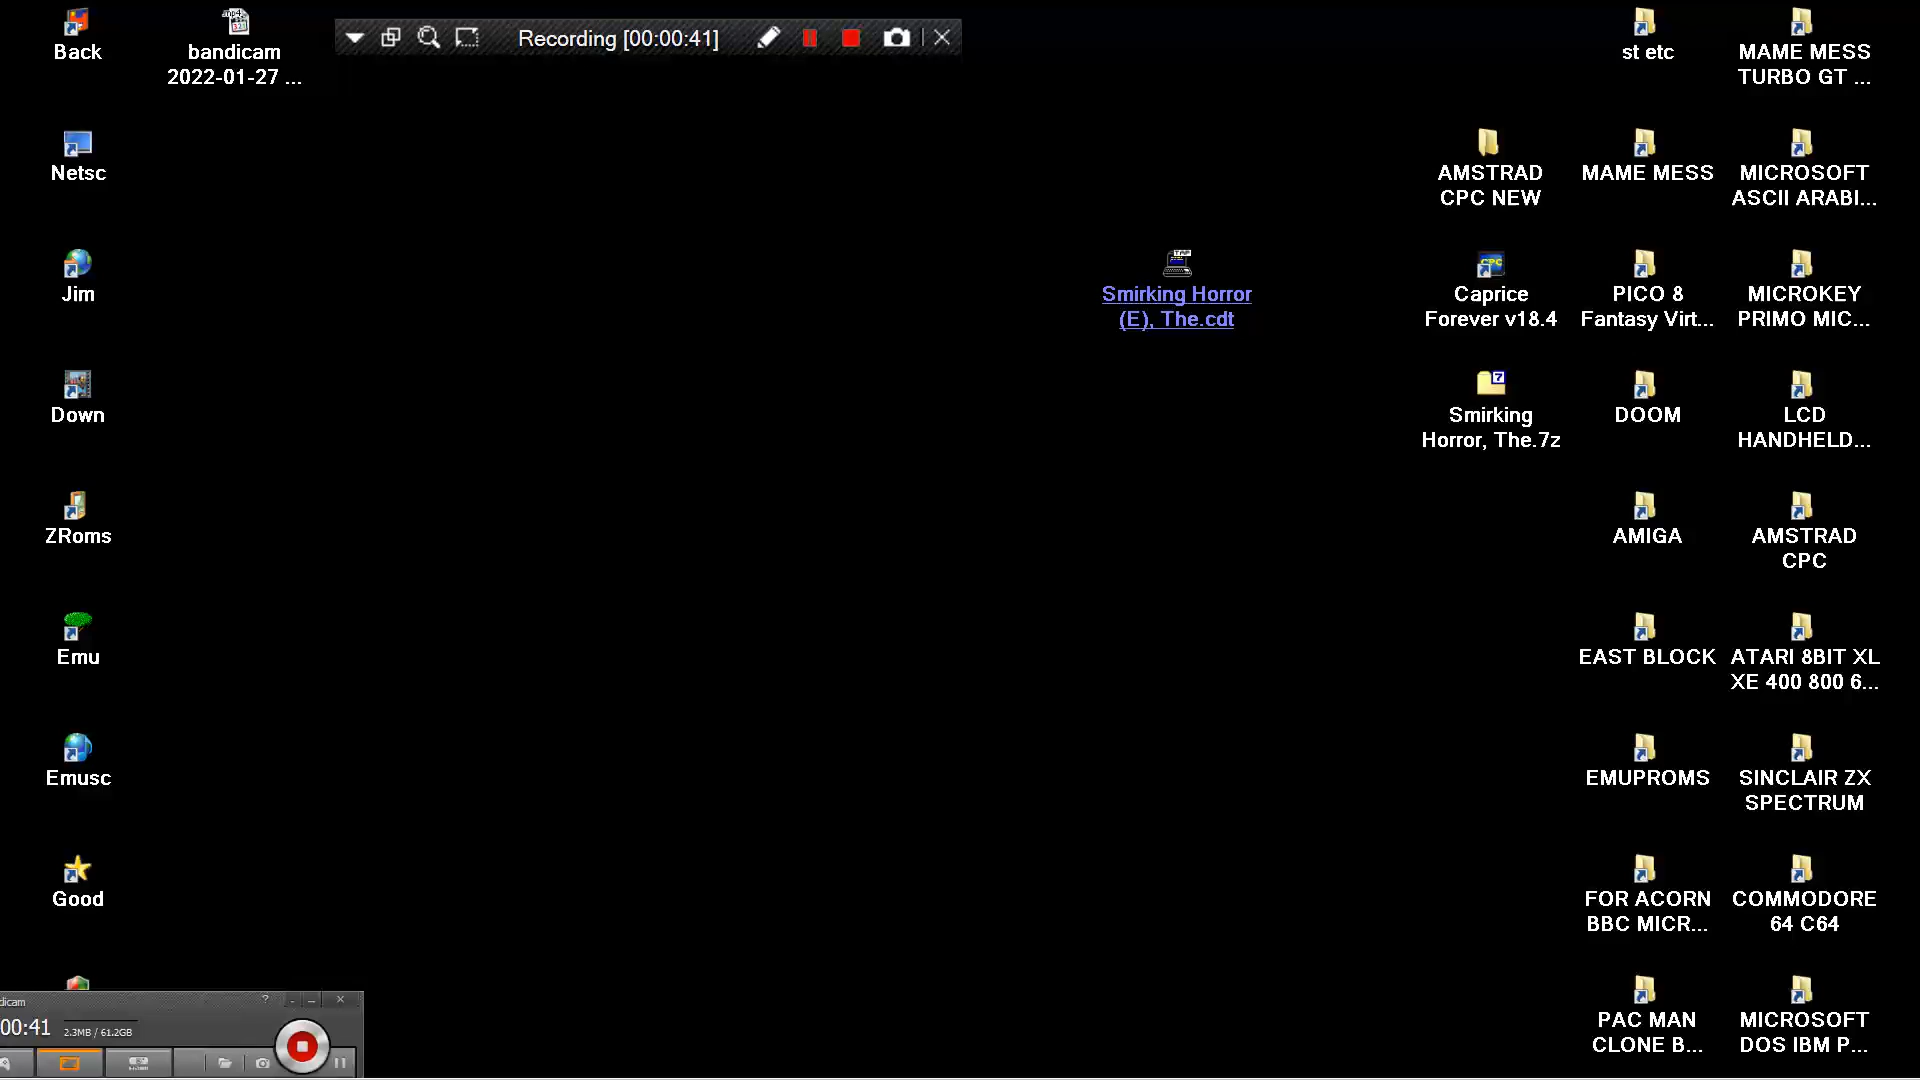 Back
bandicam
2022-01-27 ...
Recording [00:00:41]
st etc
MAME MESS
TURBO GT ...
Netsc
AMSTRAD
CPC NEW
MAME MESS
MICROSOFT
ASCII ARABI...
Jim
Smirking Horror
(E), The.cdt
Caprice
Forever v18.4
PICO 8
Fantasy Virt...
MICROKEY
PRIMO MIC...
Down
Smirking
Horror, The.7z
DOOM
LCD
HANDHELD...
ZRoms
AMIGA
AMSTRAD
CPC
Emu
EAST BLOCK
ATARI 8BIT XL
XE 400 800 6...
Emusc
EMUPROMS
SINCLAIR ZX
SPECTRUM
Good
FOR ACORN
BBC MICR...
COMMODORE
64 C64
PAC MAN
CLONE B...
MICROSOFT
DOS IBM P...
dicam
00:41
2.3MB / 61.2GB